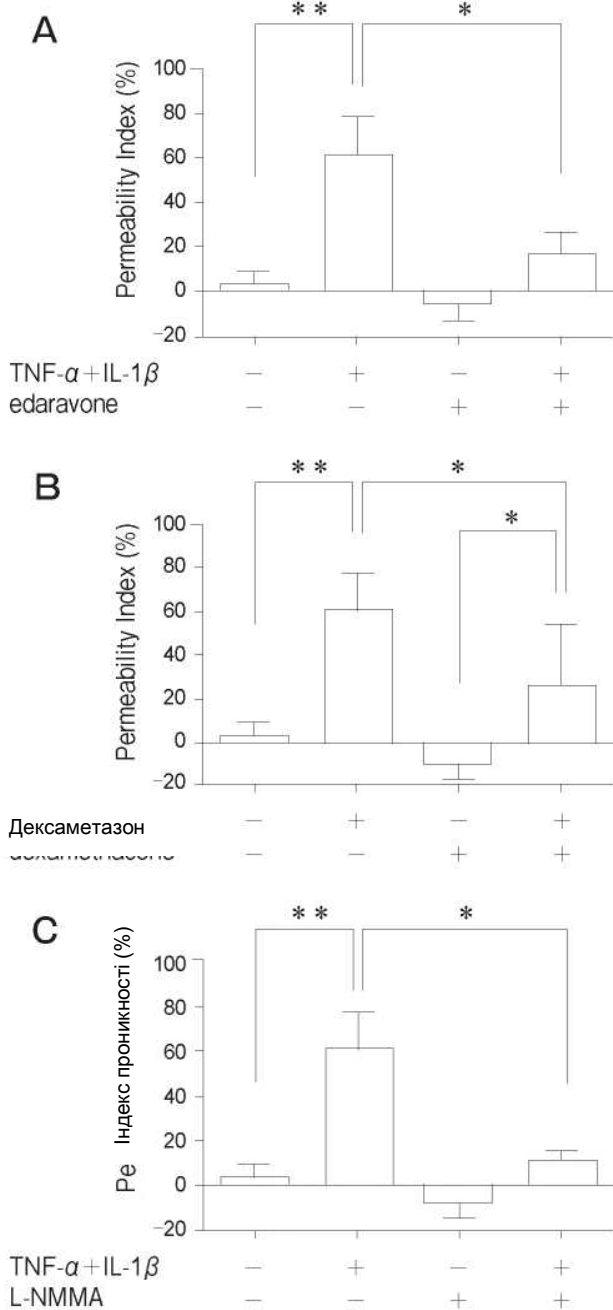 A
* *
*
Permeability Index (%)
100
80
60
40
20
0
−20
TNF-α+IL-1β − + − +
edaravone − − + +
B
* *
*
*
Permeability Index (%)
100
80
60
40
20
0
−20
Дексаметазон − + − +
− − + +
C
* *
*
Pe Індекс проникності (%)
100
80
60
40
20
0
−20
TNF-α+IL-1β − + − +
L-NMMA − − + +